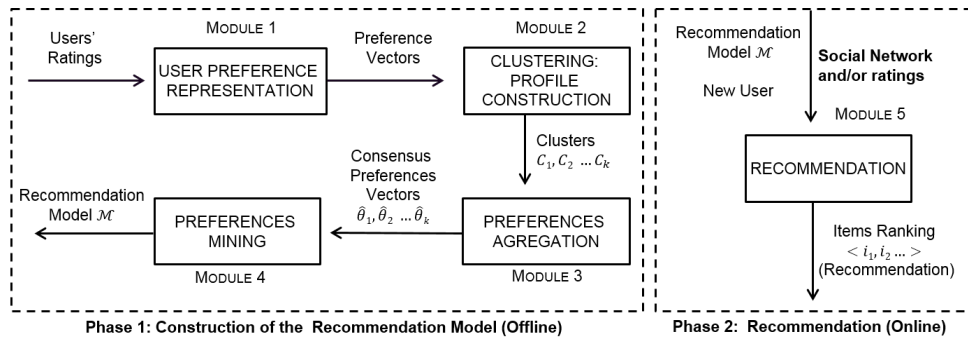 MODULE 1
MODULE 2
Users'
Ratings
Preference
Vectors
USER PREFERENCE
REPRESENTATION
CLUSTERING:
PROFILE
CONSTRUCTION
Clusters
C₁, C₂ ... Cₖ
Consensus
Preferences
Vectors
θ̂₁, θ̂₂ ... θ̂ₖ
Recommendation
Model ℳ
PREFERENCES
MINING
PREFERENCES
AGREGATION
MODULE 4
MODULE 3
Phase 1: Construction of the Recommendation Model (Offline)
Recommendation
Model ℳ
Social Network
and/or ratings
New User
MODULE 5
RECOMMENDATION
Items Ranking
< i₁, i₂ ... >
(Recommendation)
Phase 2: Recommendation (Online)